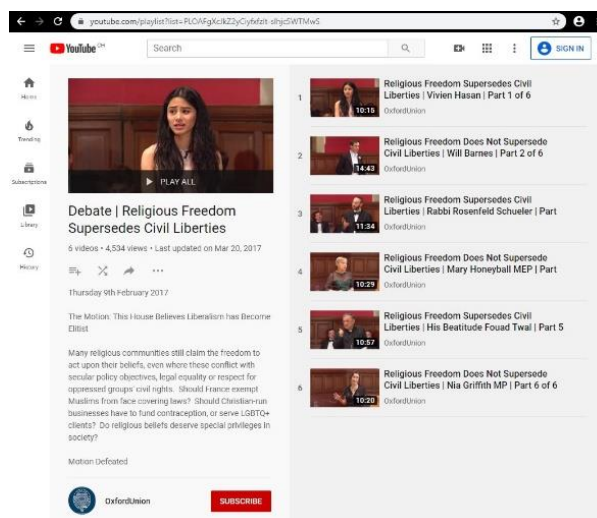 YouTube CH
Search
SIGN IN
Home
Trending
Subscriptions
Library
History
PLAY ALL
Debate | Religious Freedom
Supersedes Civil Liberties
6 videos • 4,534 views • Last updated on Mar 20, 2017
Thursday 9th February 2017
The Motion: This House Believes Liberalism has Become
Elitist
Many religious communities still claim the freedom to
act upon their beliefs, even where these conflict with
secular policy objectives, legal equality or respect for
oppressed groups' civil rights. Should France exempt
Muslims from face covering laws? Should Christian-run
businesses have to fund contraception, or serve LGBTQ+
clients? Do religious beliefs deserve special privileges in
society?
Motion Defeated
OxfordUnion
SUBSCRIBE
1
10:15
Religious Freedom Supersedes Civil
Liberties | Vivien Hasan | Part 1 of 6
OxfordUnion
2
14:43
Religious Freedom Does Not Supersede
Civil Liberties | Will Barnes | Part 2 of 6
OxfordUnion
3
11:34
Religious Freedom Supersedes Civil
Liberties | Rabbi Rosenfeld Schueler | Part
OxfordUnion
4
10:29
Religious Freedom Does Not Supersede
Civil Liberties | Mary Honeyball MEP | Part
OxfordUnion
5
10:57
Religious Freedom Supersedes Civil
Liberties | His Beatitude Fouad Twal | Part 5
OxfordUnion
6
10:20
Religious Freedom Does Not Supersede
Civil Liberties | Nia Griffith MP | Part 6 of 6
OxfordUnion